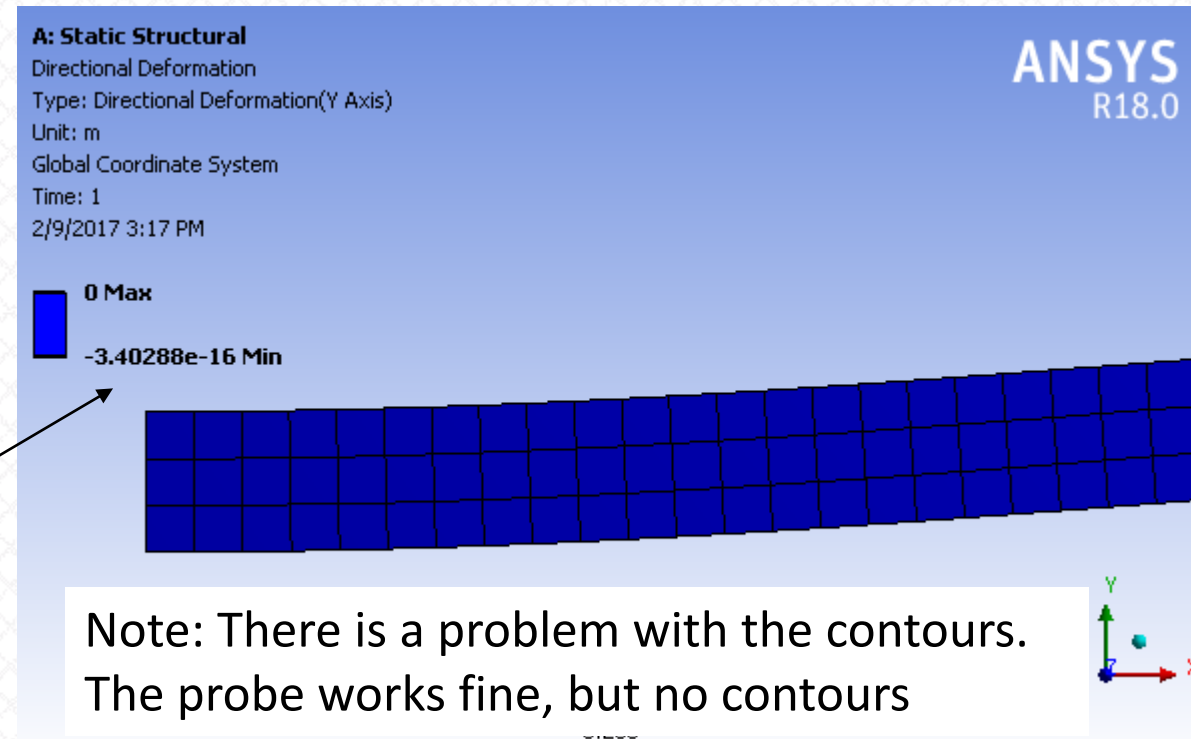 A: Static Structural
Directional Deformation
Type: Directional Deformation(Y Axis)
Unit: m
Global Coordinate System
Time: 1
2/9/2017 3:17 PM
ANSYS
R18.0
0 Max
-3.40288e-16 Min
Note: There is a problem with the contours.
The probe works fine, but no contours
Y
Z
X